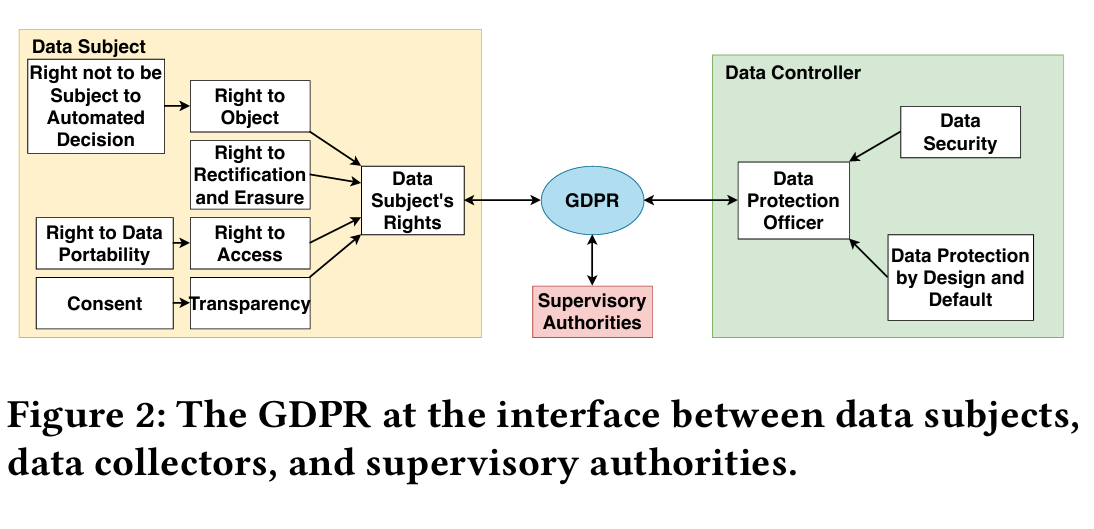 Data Subject
Right not to be
Subject to
Automated
Decision
Right to
Object
Right to
Rectification
and Erasure
Right to Data
Portability
Right to
Access
Consent
Transparency
Data
Subject's
Rights
GDPR
Supervisory
Authorities
Data Controller
Data
Security
Data
Protection
Officer
Data Protection
by Design and
Default
Figure 2: The GDPR at the interface between data subjects,
data collectors, and supervisory authorities.